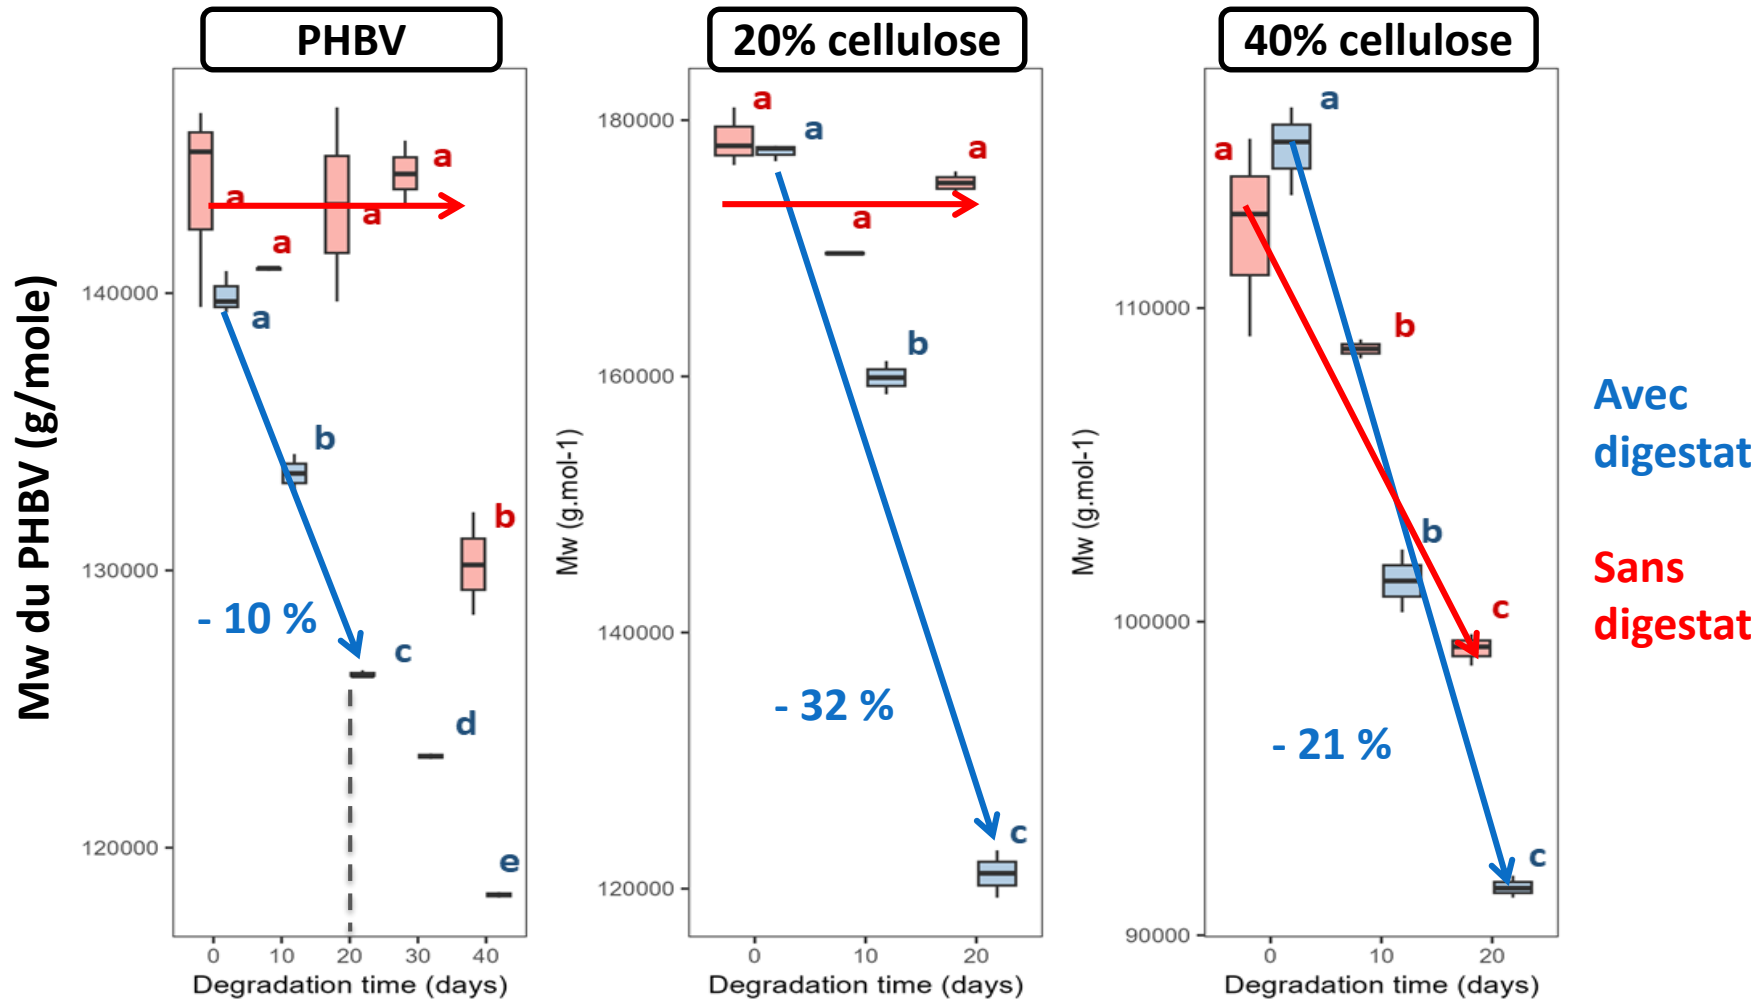 PHBV
20% cellulose
40% cellulose
Mw du PHBV (g/mole)
140000
130000
120000
a
a
a
a
a
a
b
b
c
d
e
- 10 %
0
10
20
30
40
Degradation time (days)
Mw (g.mol-1)
180000
160000
140000
120000
a
a
a
a
b
c
- 32 %
0
10
20
Degradation time (days)
Mw (g.mol-1)
110000
100000
90000
a
a
b
b
c
c
- 21 %
0
10
20
Degradation time (days)
Avec
digestat
Sans
digestat